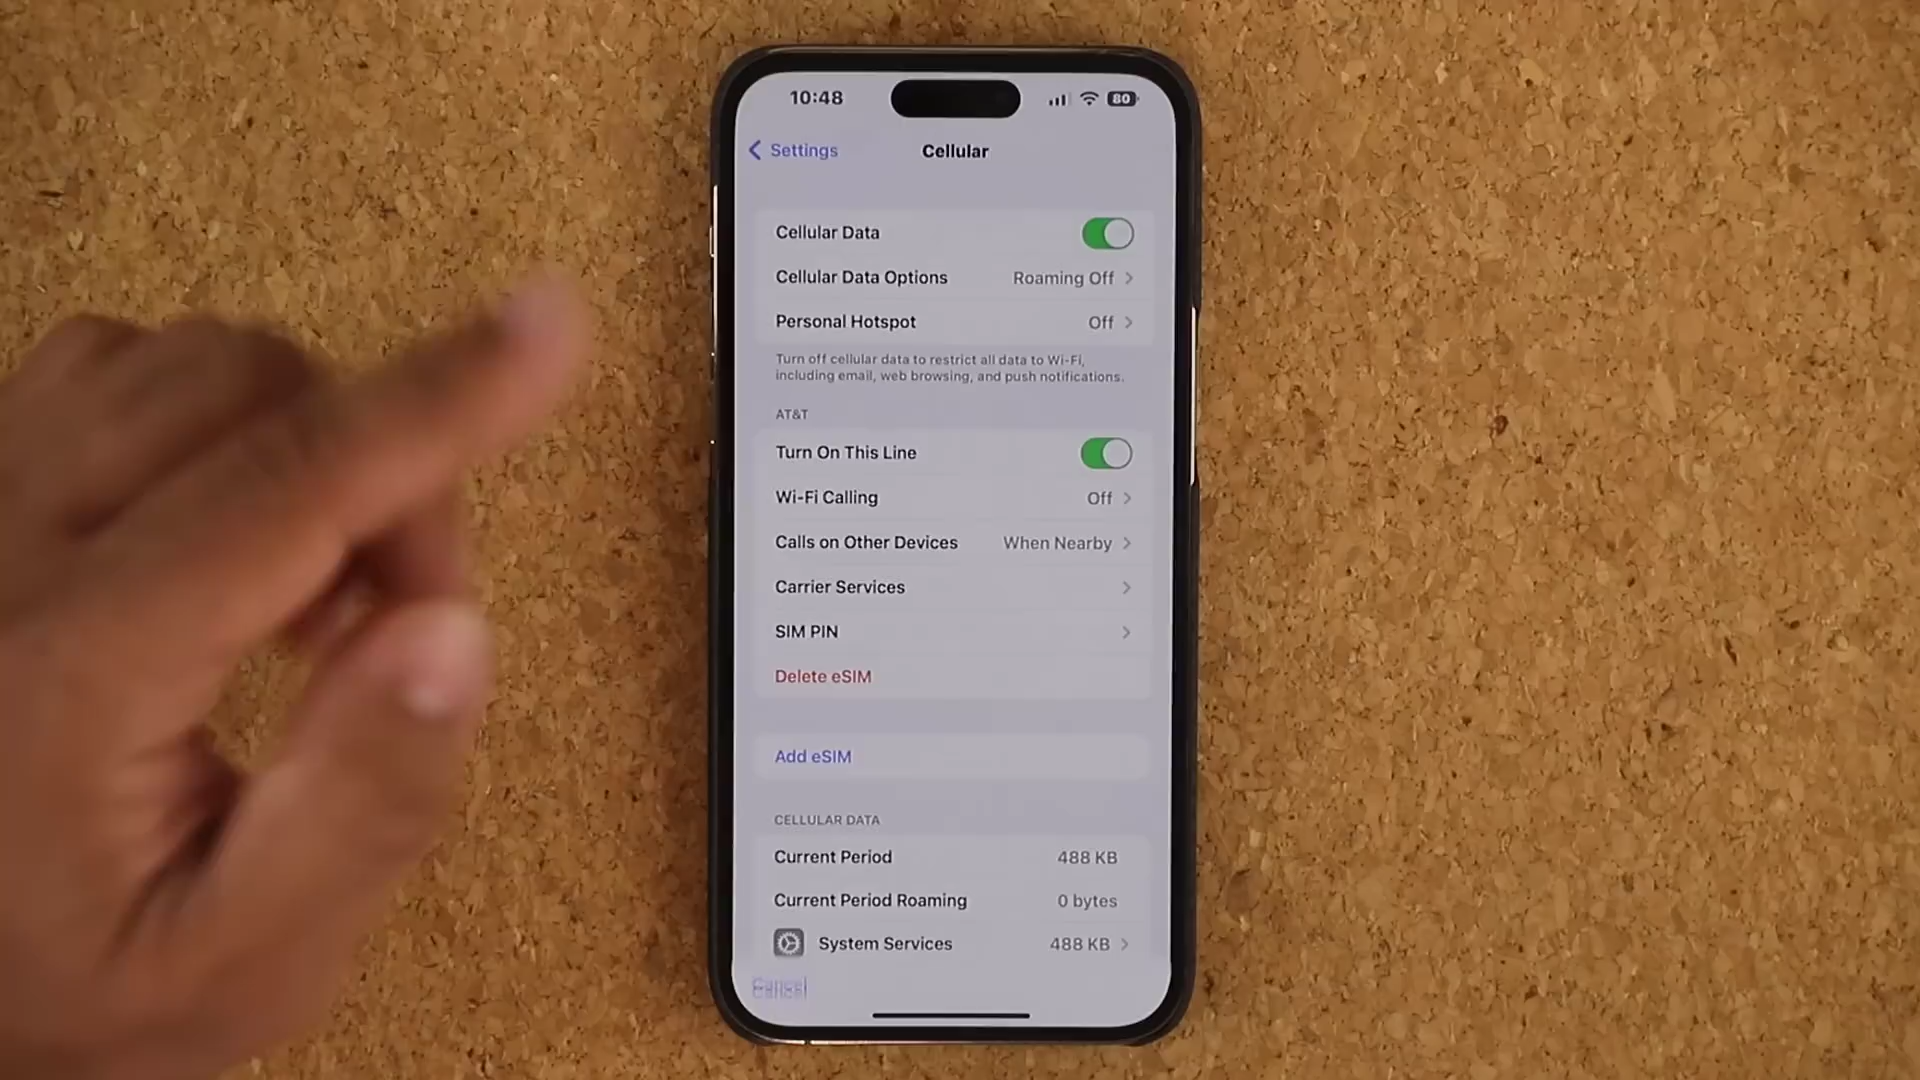 10:48
80
Settings
Cellular
Cellular Data
Cellular Data Options Roaming Off
Personal Hotspot Off
Turn off cellular data to restrict all data to Wi-Fi,
including email, web browsing, and push notifications.
AT&T
Turn On This Line
Wi-Fi Calling Off
Calls on Other Devices When Nearby
Carrier Services
SIM PIN
Delete eSIM
Add eSIM
CELLULAR DATA
Current Period 488 KB
Current Period Roaming 0 bytes
System Services 488 KB
Cancel